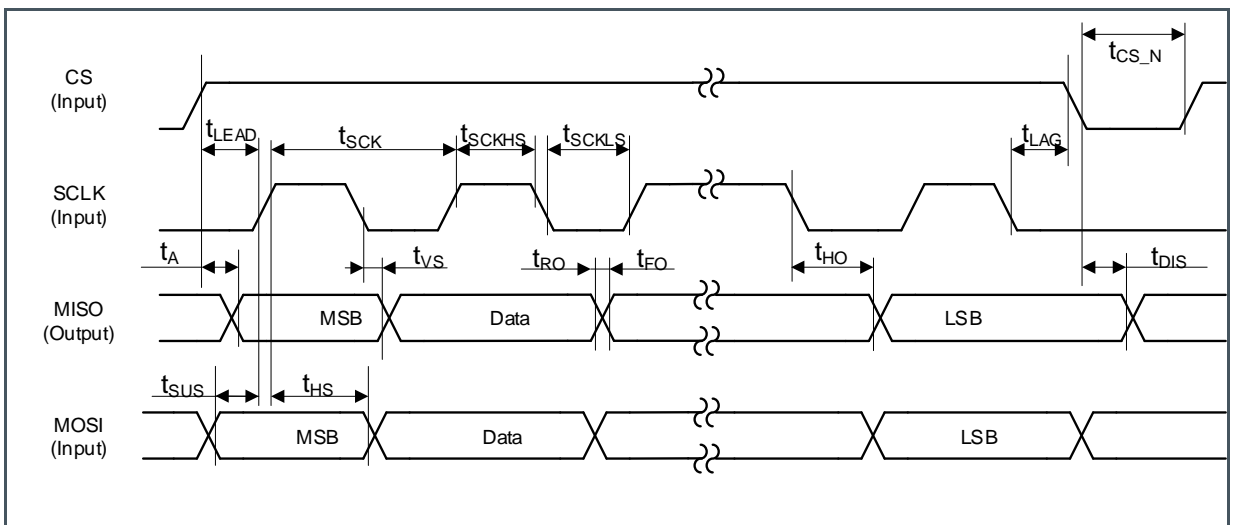 CS
(Input)
tCS_N
tLEAD
tSCK
tSCKHS
tSCKLS
tLAG
SCLK
(Input)
tA
tVS
tRO
tFO
tHO
tDIS
MISO
(Output)
MSB
Data
LSB
tSUS
tHS
MOSI
(Input)
MSB
Data
LSB